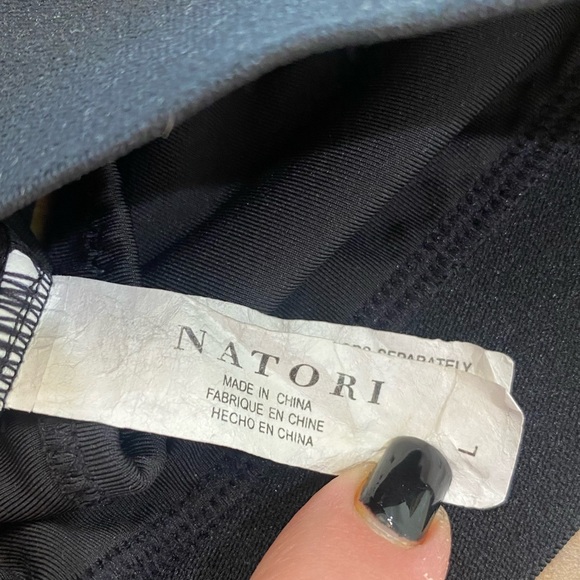 NATORI
MADE IN CHINA
FABRIQUE EN CHINE
HECHO EN CHINA
L
SEPARATELY